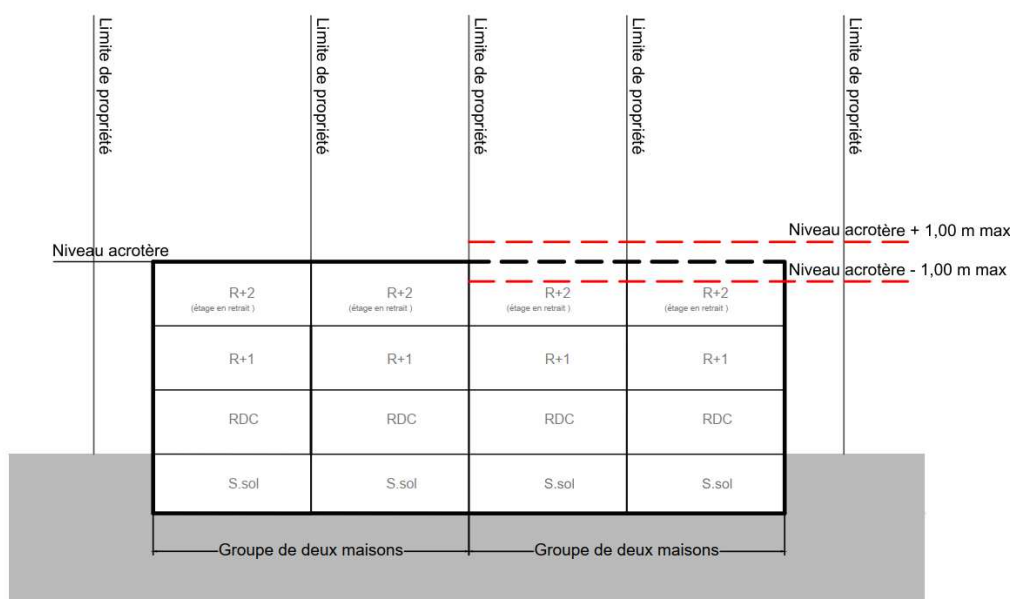 Limite de propriété
Limite de propriété
Limite de propriété
Limite de propriété
Limite de propriété
Niveau acrotère + 1,00 m max
Niveau acrotère
Niveau acrotère - 1,00 m max
R+2
(étage en retrait )
R+2
(étage en retrait )
R+2
(étage en retrait )
R+2
(étage en retrait )
R+1
R+1
R+1
R+1
RDC
RDC
RDC
RDC
S.sol
S.sol
S.sol
S.sol
Groupe de deux maisons
Groupe de deux maisons